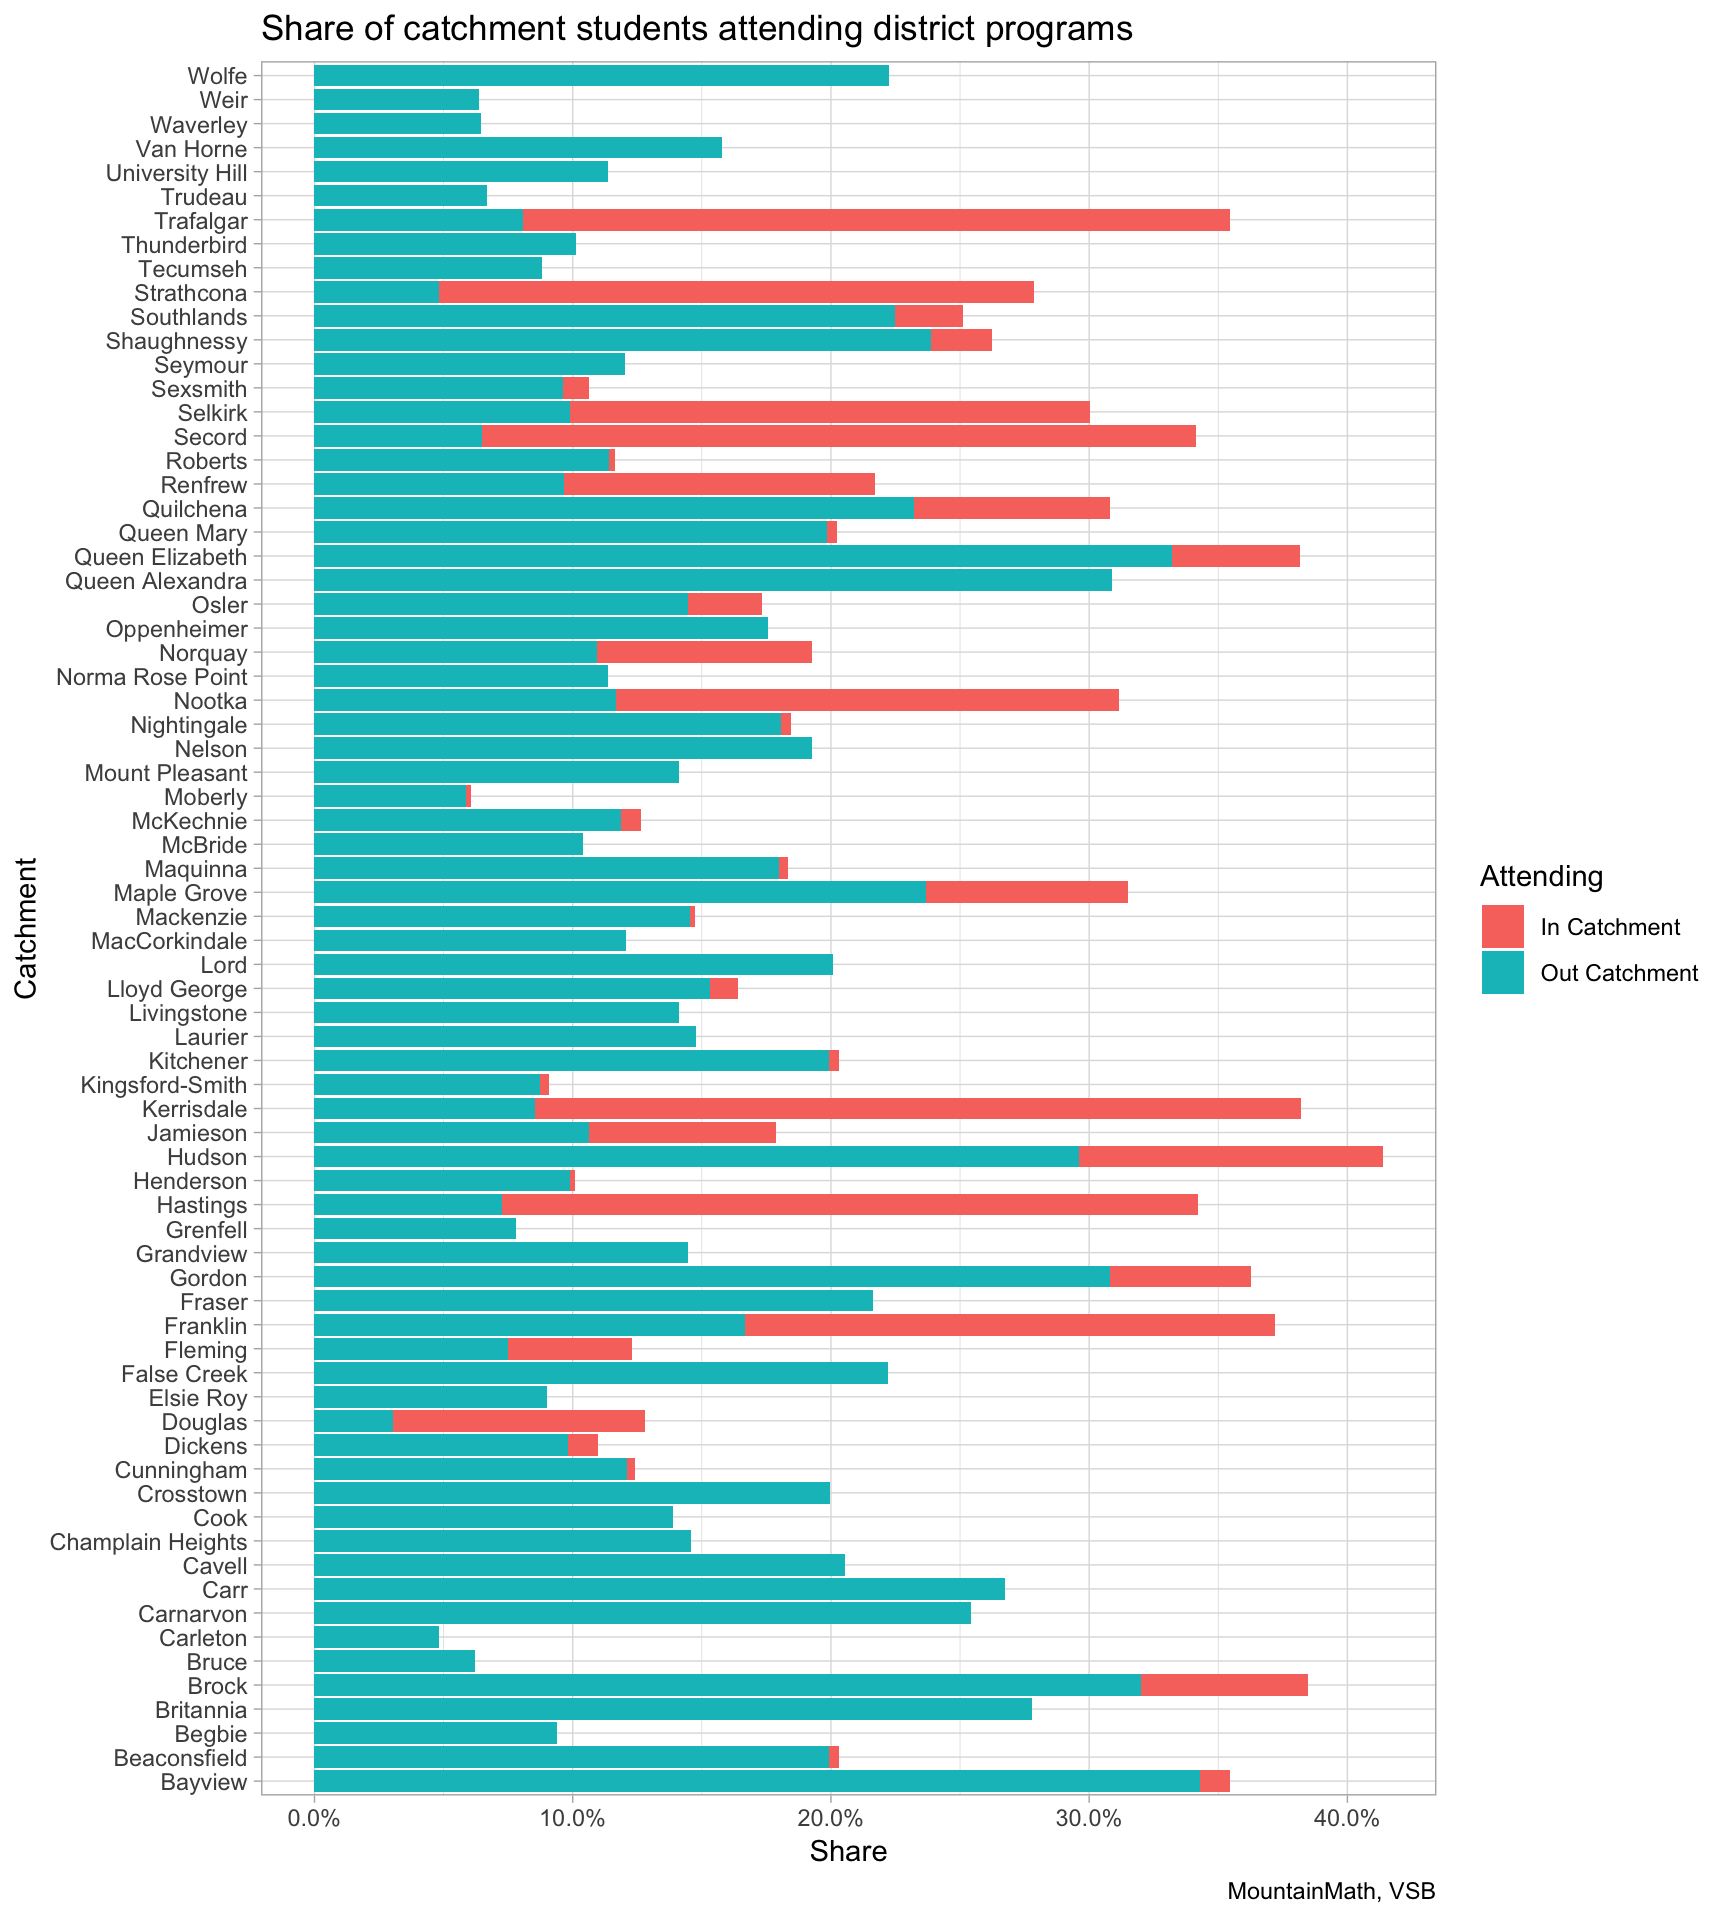 Share of catchment students attending district programs
Wolfe
Weir
Waverley
Van Horne
University Hill
Trudeau
Trafalgar
Thunderbird
Tecumseh
Strathcona
Southlands
Shaughnessy
Seymour
Sexsmith
Selkirk
Secord
Roberts
Renfrew
Quilchena
Queen Mary
Queen Elizabeth
Queen Alexandra
Osler
Oppenheimer
Norquay
Norma Rose Point
Nootka
Nightingale
Nelson
Mount Pleasant
Moberly
McKechnie
McBride
Maquinna
Maple Grove
Mackenzie
MacCorkindale
Lord
Lloyd George
Livingstone
Laurier
Kitchener
Kingsford-Smith
Kerrisdale
Jamieson
Hudson
Henderson
Hastings
Grenfell
Grandview
Gordon
Fraser
Franklin
Fleming
False Creek
Elsie Roy
Douglas
Dickens
Cunningham
Crosstown
Cook
Champlain Heights
Cavell
Carr
Carnarvon
Carleton
Bruce
Brock
Britannia
Begbie
Beaconsfield
Bayview
Catchment
0.0% 10.0% 20.0% 30.0% 40.0%
Share
Attending
In Catchment
Out Catchment
MountainMath, VSB